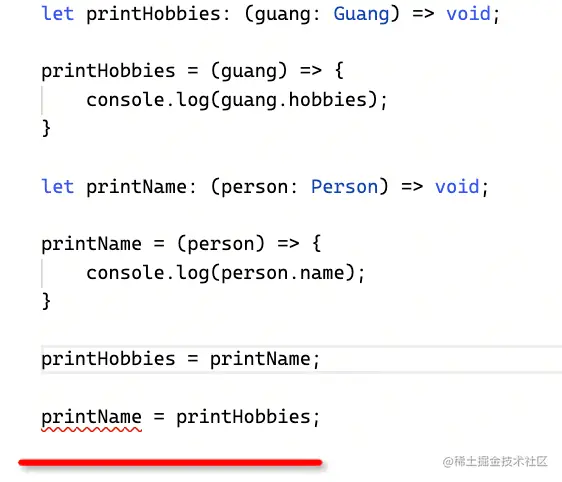 let printHobbies: (guang: Guang) => void;
printHobbies = (guang) => {
console.log(guang.hobbies);
}
let printName: (person: Person) => void;
printName = (person) => {
console.log(person.name);
}
printHobbies = printName;
printName = printHobbies;
@稀土掘金技术社区